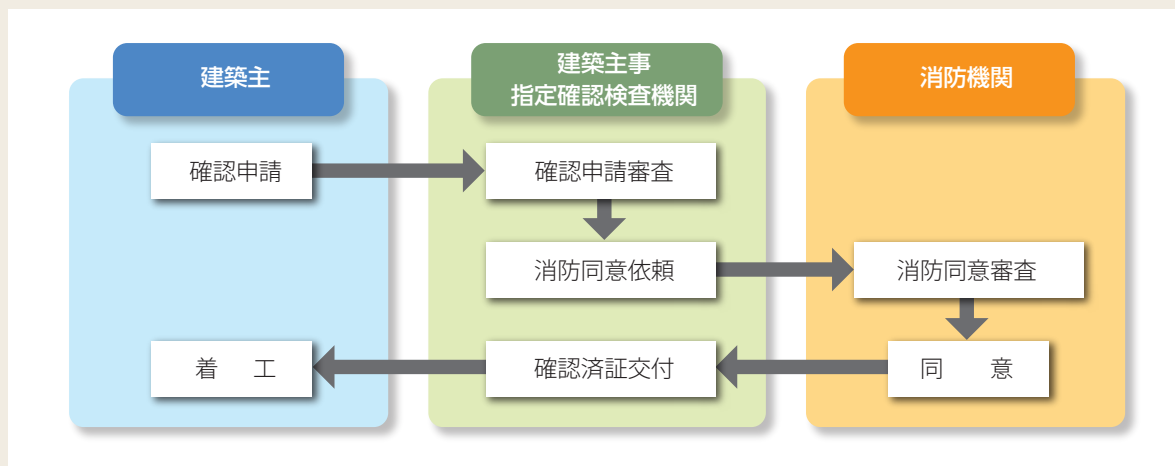 建築主
建築主事
指定確認検査機関
消防機関
確認申請
確認申請審査
消防同意依頼
消防同意審査
着　工
確認済証交付
同　意